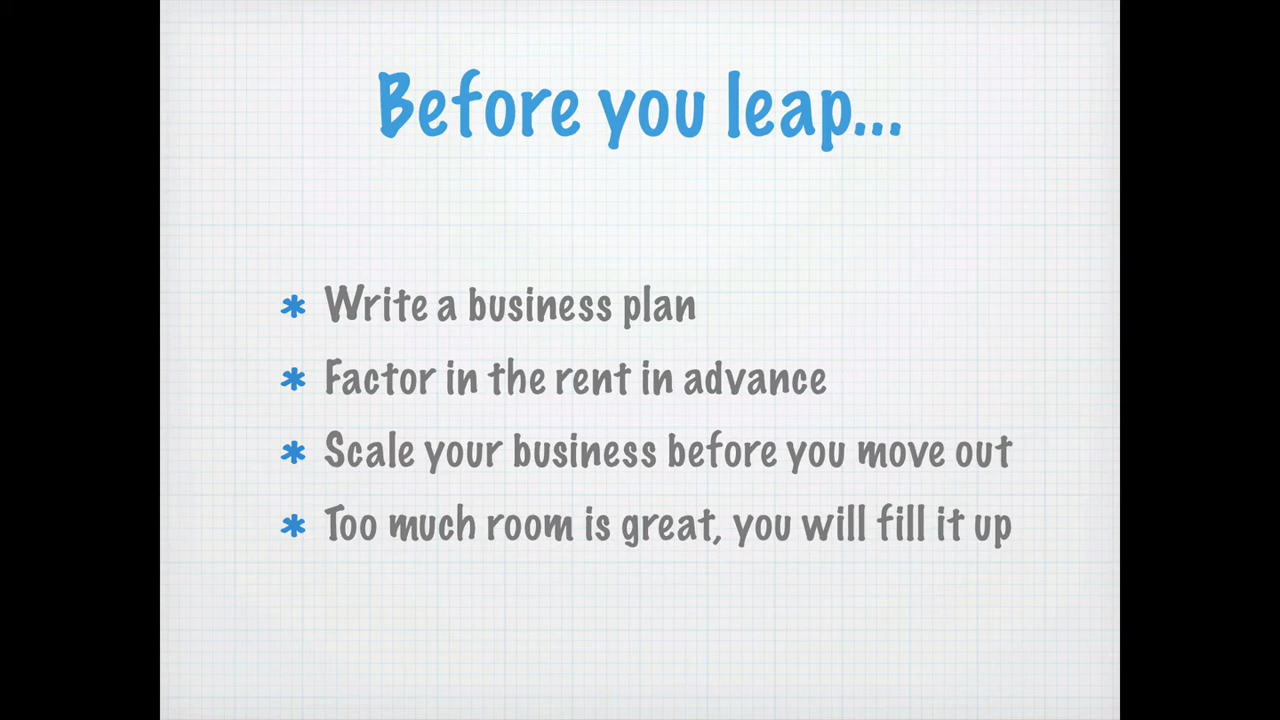 Before you leap...
* Write a business plan
* Factor in the rent in advance
* Scale your business before you move out
* Too much room is great, you will fill it up